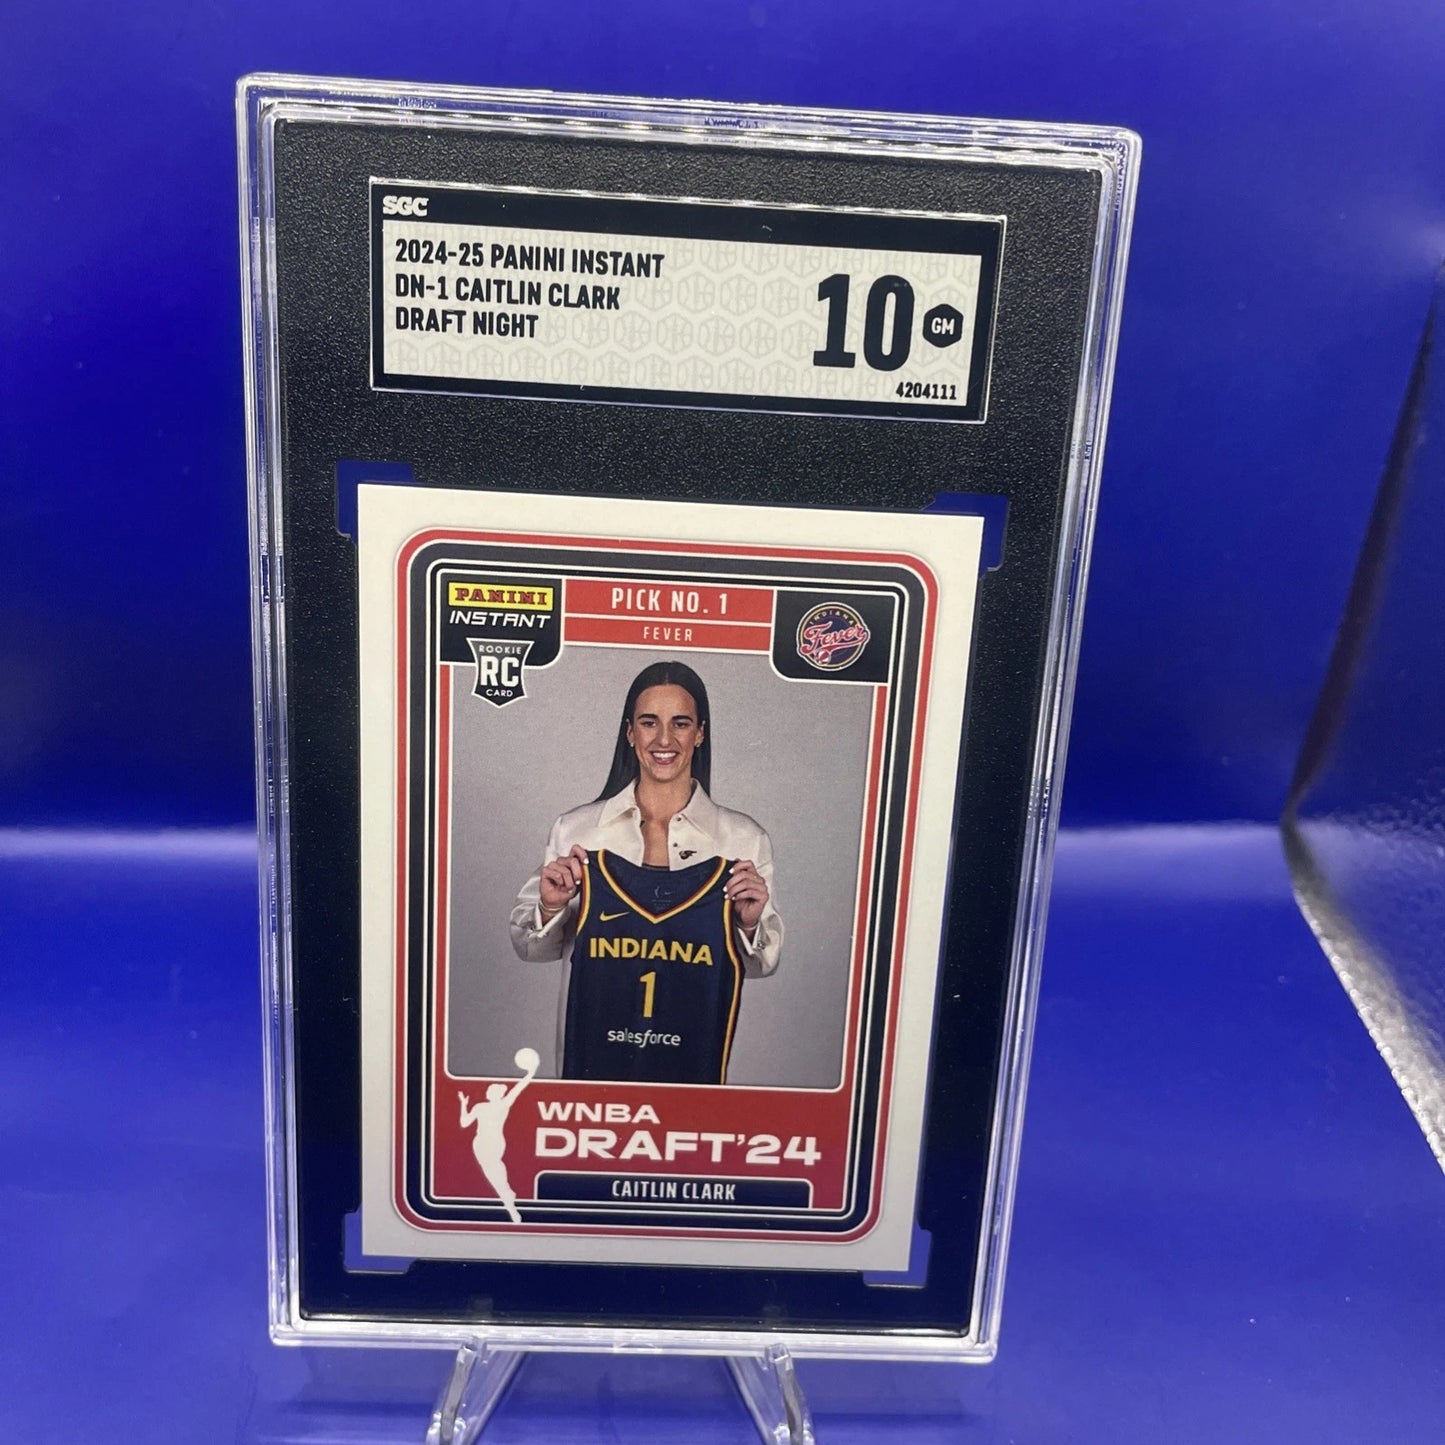 SGC
2024-25 PANINI INSTANT
DN-1 CAITLIN CLARK
DRAFT NIGHT
10 GM
4204111
PANINI
INSTANT
PICK NO. 1
FEVER
INDIANA
Fever
ROOKIE
RC
CARD
INDIANA
1
salesforce
WNBA
DRAFT '24
CAITLIN CLARK